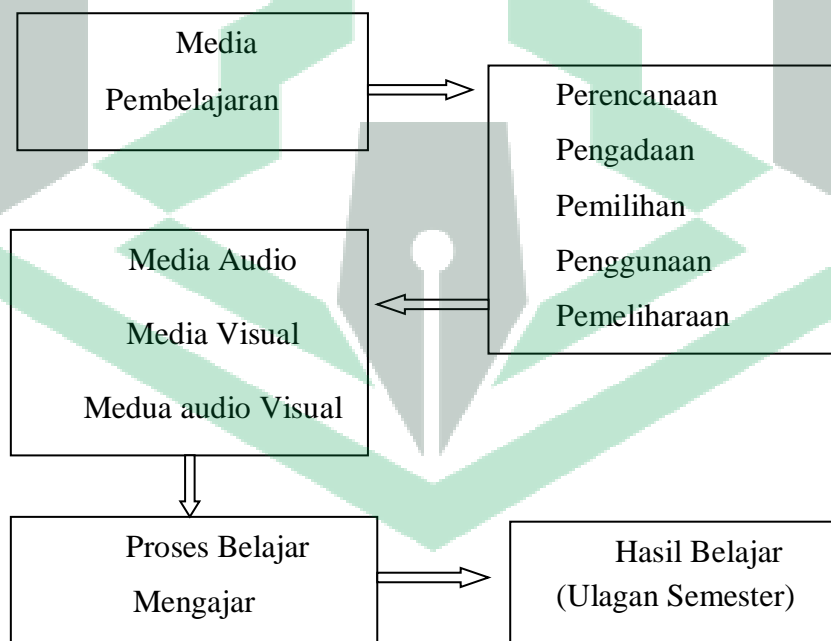 Media
Pembelajaran
Perencanaan
Pengadaan
Pemilihan
Penggunaan
Pemeliharaan
Media Audio
Media Visual
Medua audio Visual
Proses Belajar
Mengajar
Hasil Belajar
(Ulagan Semester)